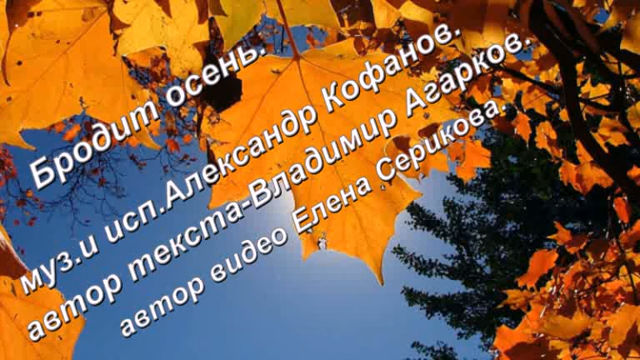 Бродит осень.
муз.и исп.Александр Кофанов.
автор текста-Владимир Агарков.
автор видео Елена Серикова.